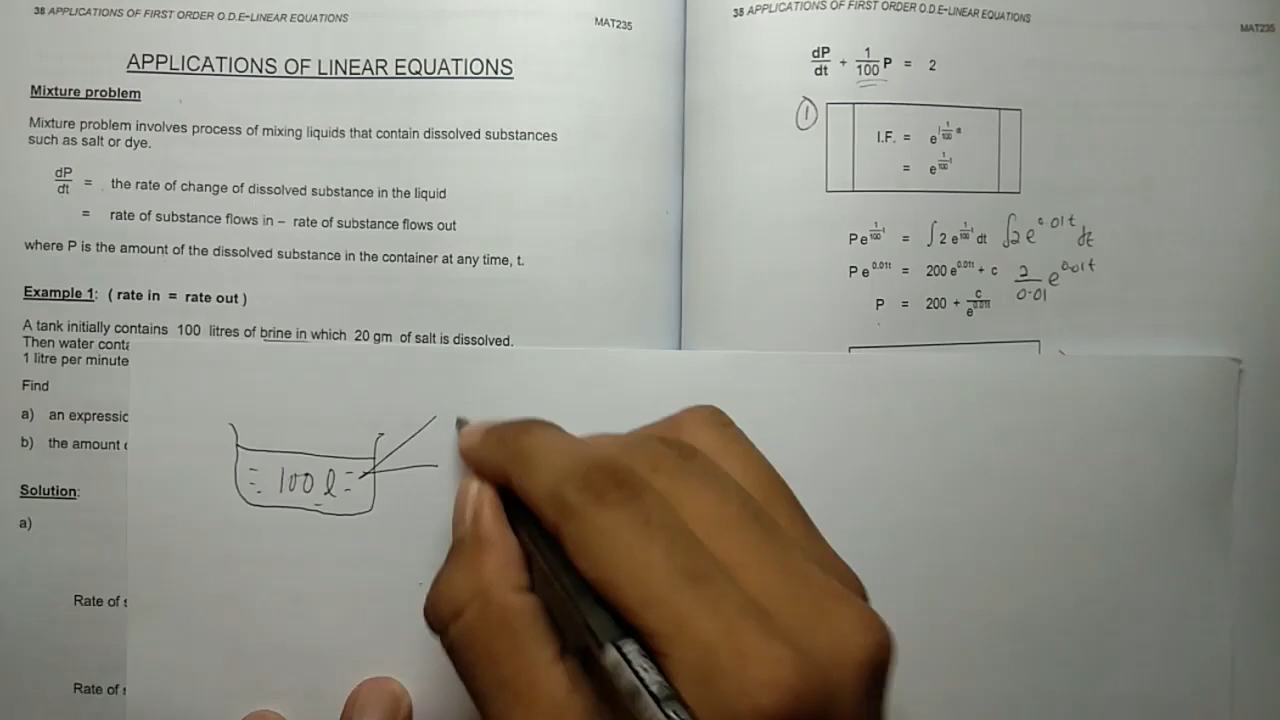 38 APPLICATIONS OF FIRST ORDER O.D.E-LINEAR EQUATIONS
MAT235
APPLICATIONS OF LINEAR EQUATIONS
Mixture problem
Mixture problem involves process of mixing liquids that contain dissolved substances
such as salt or dye.
dP/dt = the rate of change of dissolved substance in the liquid
= rate of substance flows in – rate of substance flows out
where P is the amount of the dissolved substance in the container at any time, t.
Example 1: ( rate in = rate out )
A tank initially contains 100 litres of brine in which 20 gm of salt is dissolved.
Then water
1 litre per minute
Find
a) an
b) the amount
Solution:
a)
Rate of
Rate of
100 l
38 APPLICATIONS OF FIRST ORDER O.D.E-LINEAR EQUATIONS
MAT235
dP/dt + 1/100 P = 2
1
I.F. = e
= e^(1/100 t)
Pe^(1/100 t) = ∫ 2 e^(1/100 t) dt ∫2e^0.01t dt
Pe^0.01t = 200 e^0.01t + c 2/0.01 e^0.01t
P = 200 + c/e^0.01t